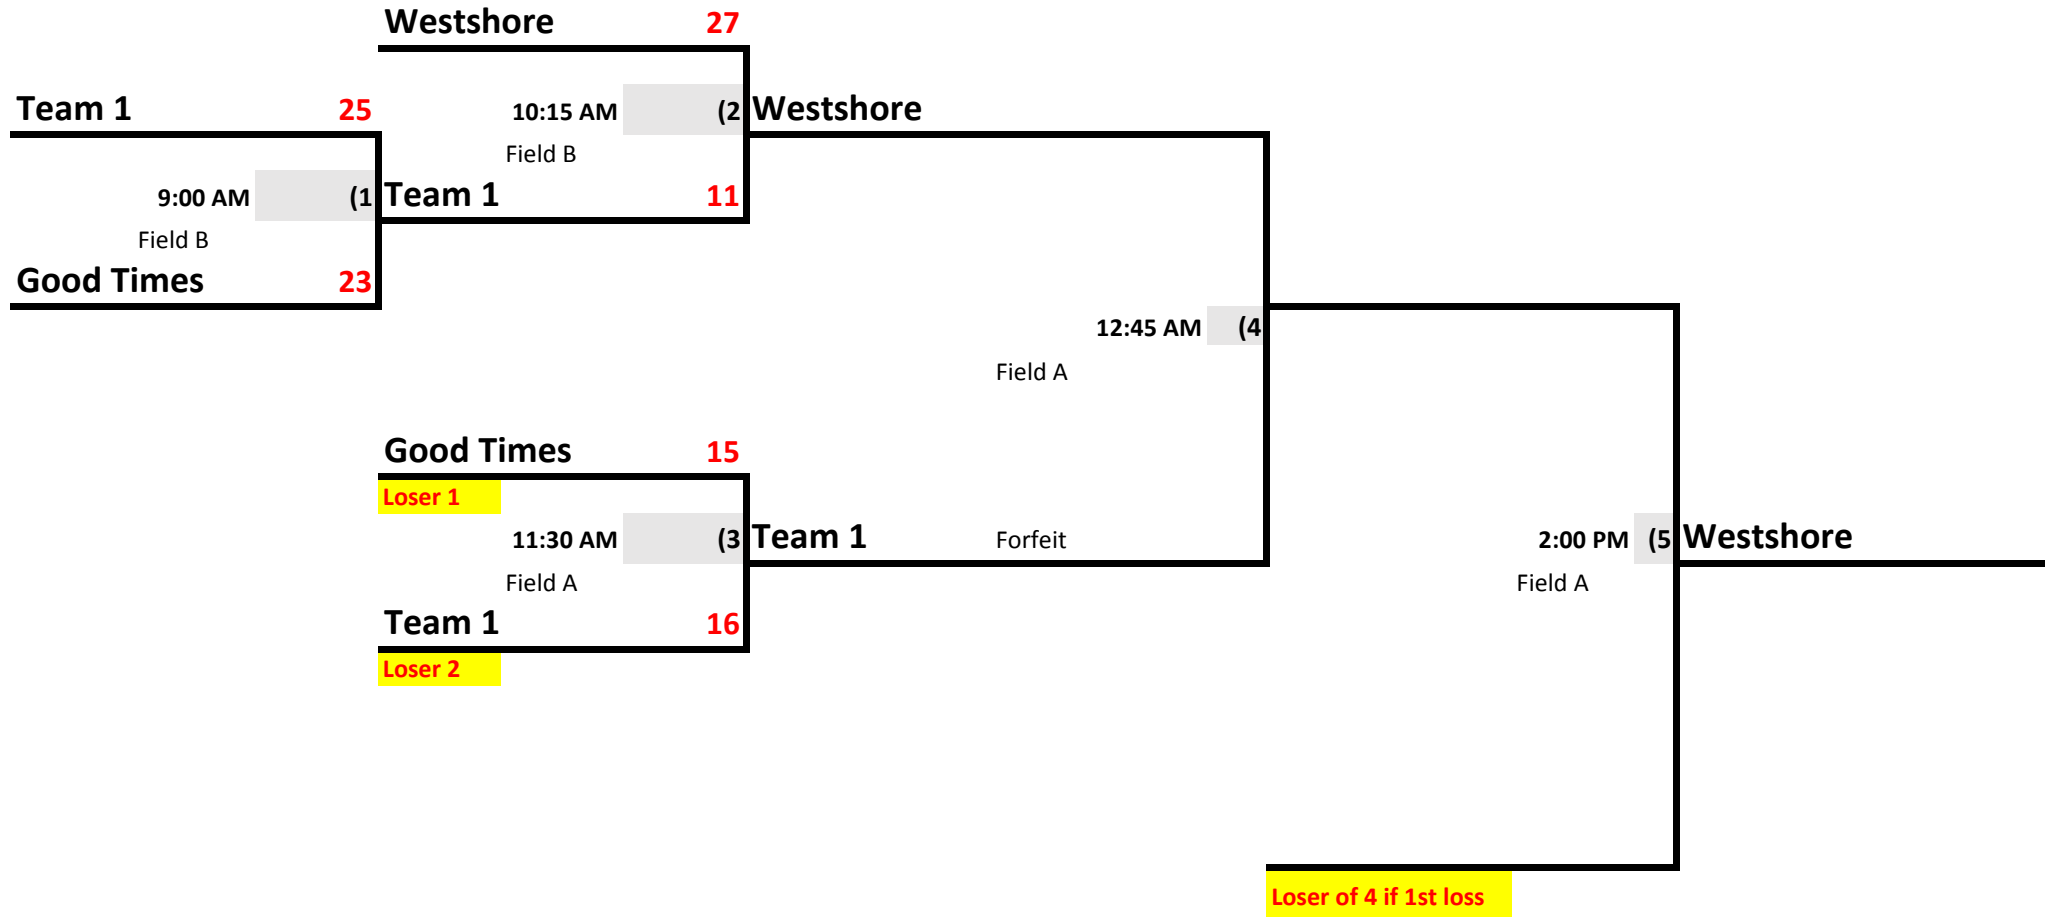 Westshore 27
Team 1 25
10:15 AM (2 Westshore
Field B
9:00 AM (1 Team 1 11
Field B
Good Times 23
12:45 AM (4
Field A
Good Times 15
Loser 1
11:30 AM (3 Team 1 Forfeit
2:00 PM (5 Westshore
Field A
Field A
Team 1 16
Loser 2
Loser of 4 if 1st loss